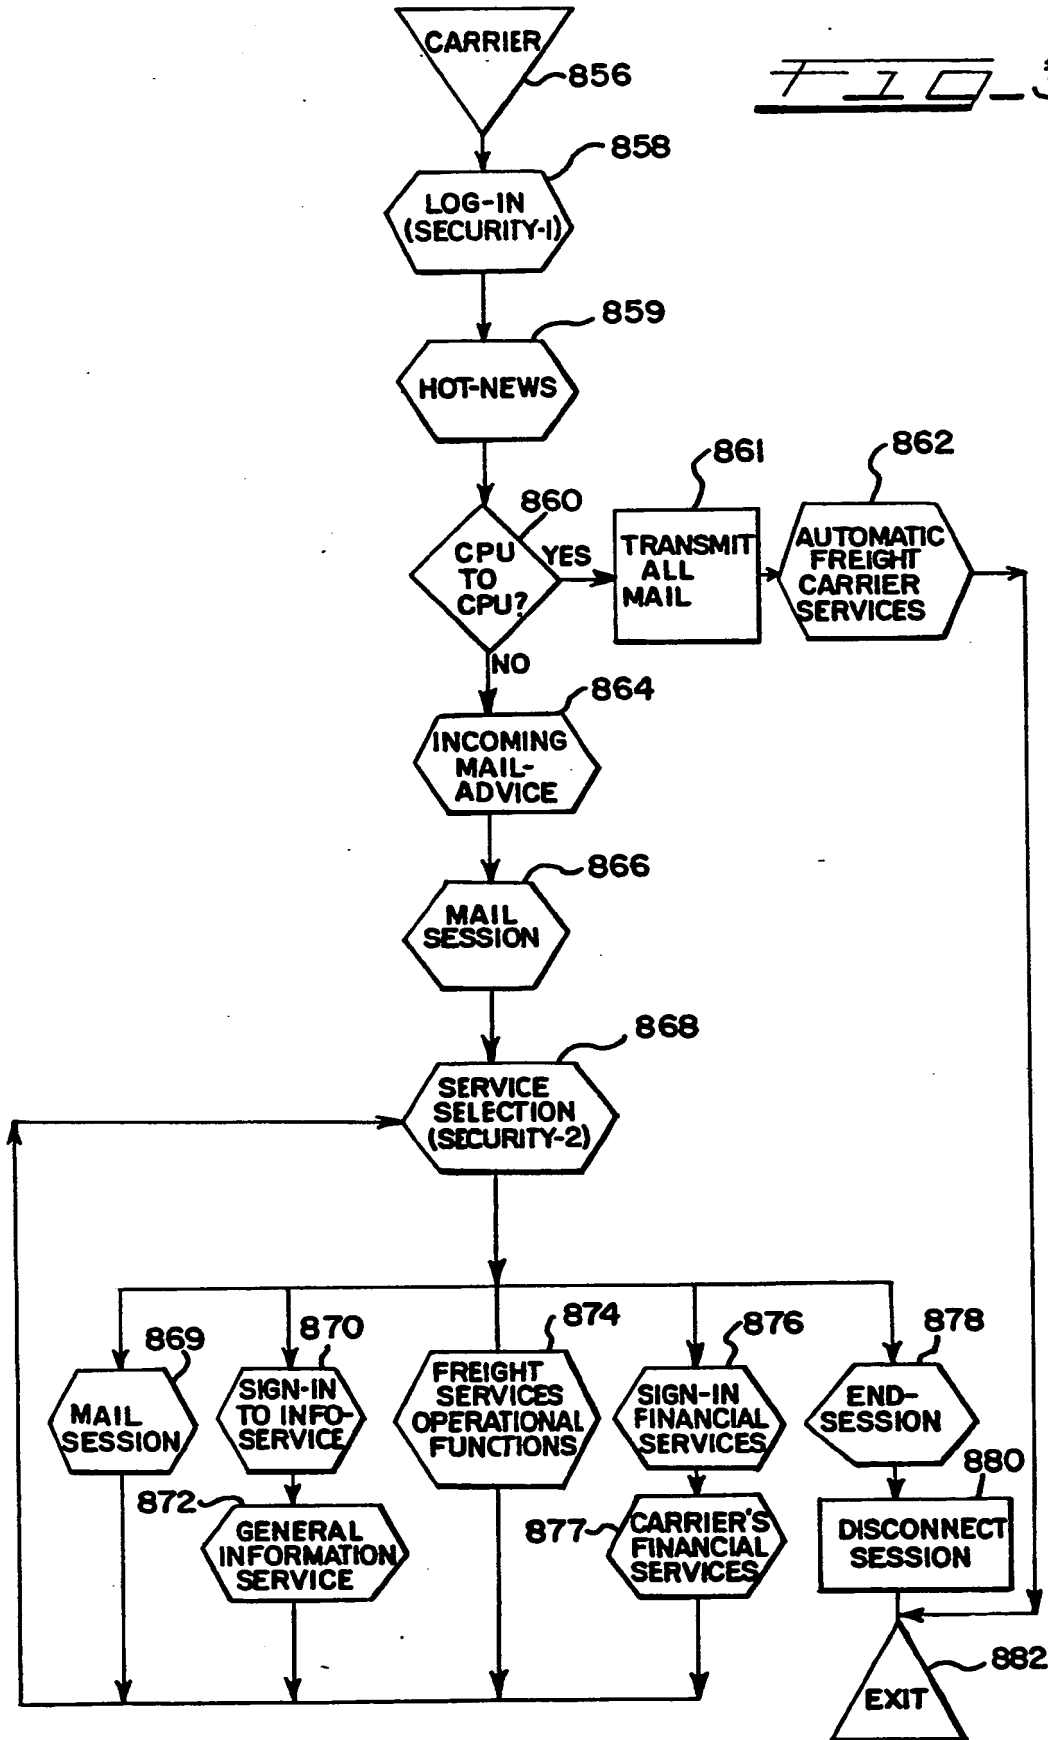 CARRIER
856
Fig_3
858
LOG-IN
(SECURITY-1)
859
HOT-NEWS
860
CPU
TO
CPU?
YES
NO
861
TRANSMIT
ALL
MAIL
862
AUTOMATIC
FREIGHT
CARRIER
SERVICES
864
INCOMING
MAIL-
ADVICE
866
MAIL
SESSION
868
SERVICE
SELECTION
(SECURITY-2)
869
MAIL
SESSION
870
SIGN-IN
TO INFO-
SERVICE
872
GENERAL
INFORMATION
SERVICE
874
FREIGHT
SERVICES
OPERATIONAL
FUNCTIONS
876
SIGN-IN
FINANCIAL
SERVICES
877
CARRIER'S
FINANCIAL
SERVICES
878
END-
SESSION
880
DISCONNECT
SESSION
882
EXIT